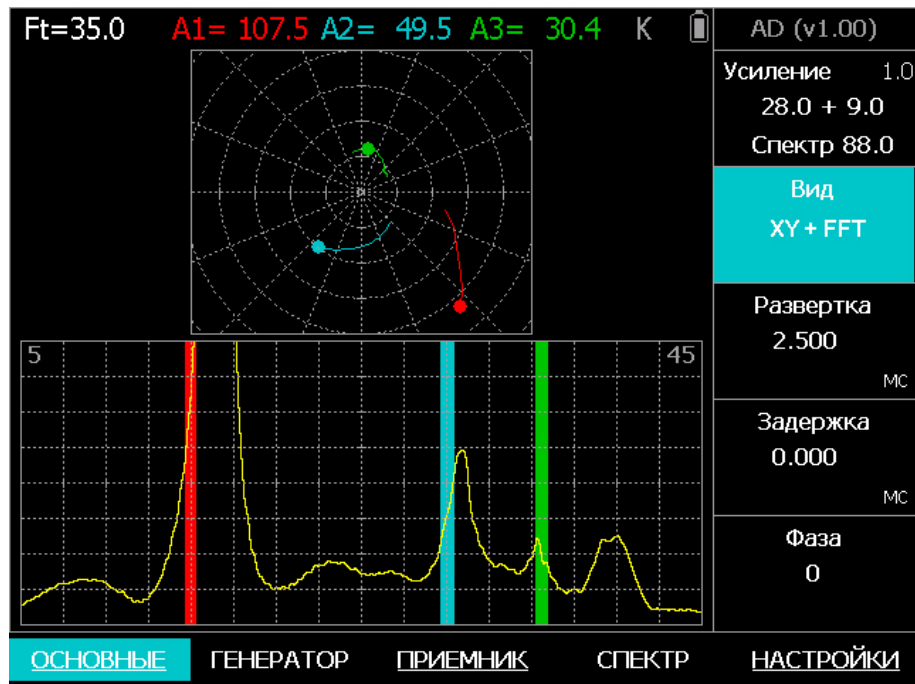 Ft=35.0 A1= 107.5 A2= 49.5 A3= 30.4 K
AD (v1.00)
Усиление 1.0
28.0 + 9.0
Спектр 88.0
Вид
XY + FFT
Развертка
2.500
мс
Задержка
0.000
мс
Фаза
0
5 45
ОСНОВНЫЕ ГЕНЕРАТОР ПРИЕМНИК СПЕКТР НАСТРОЙКИ